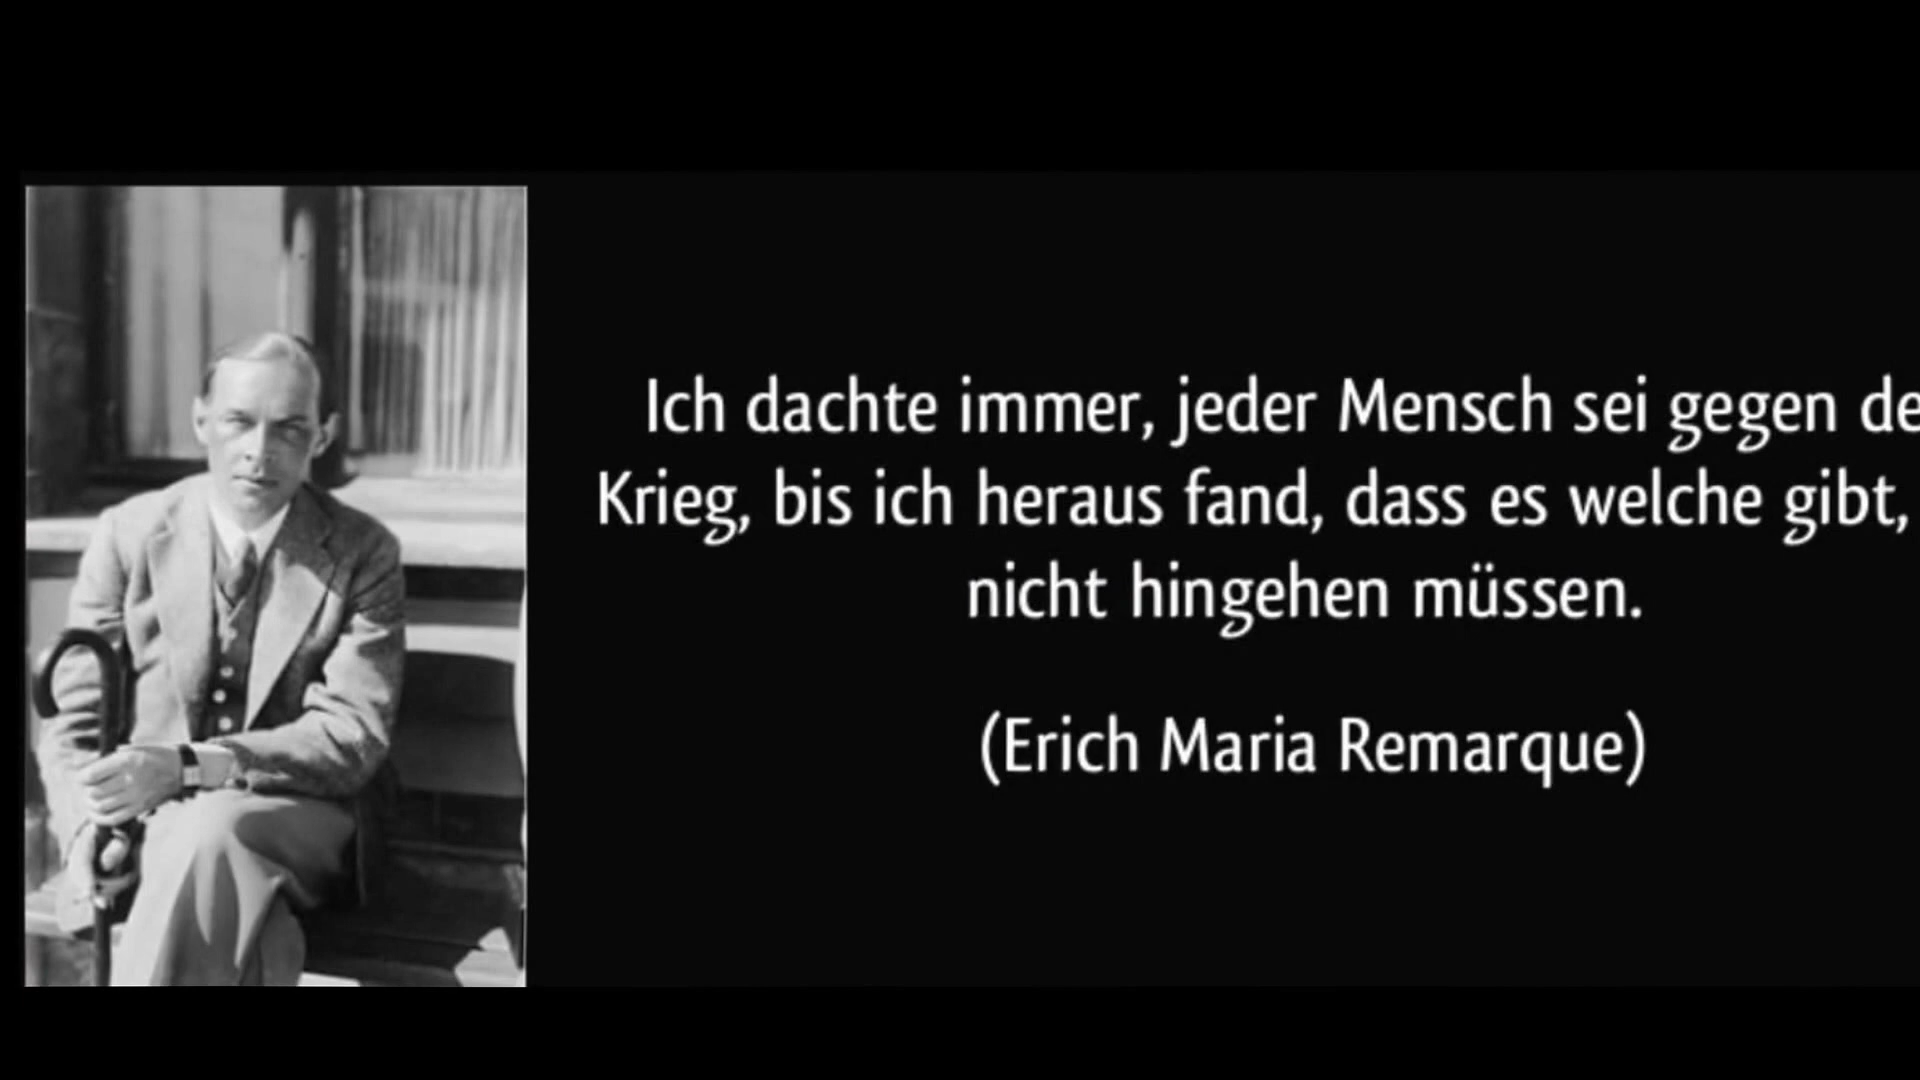 Ich dachte immer, jeder Mensch sei gegen de
Krieg, bis ich heraus fand, dass es welche gibt,
nicht hingehen müssen.
(Erich Maria Remarque)